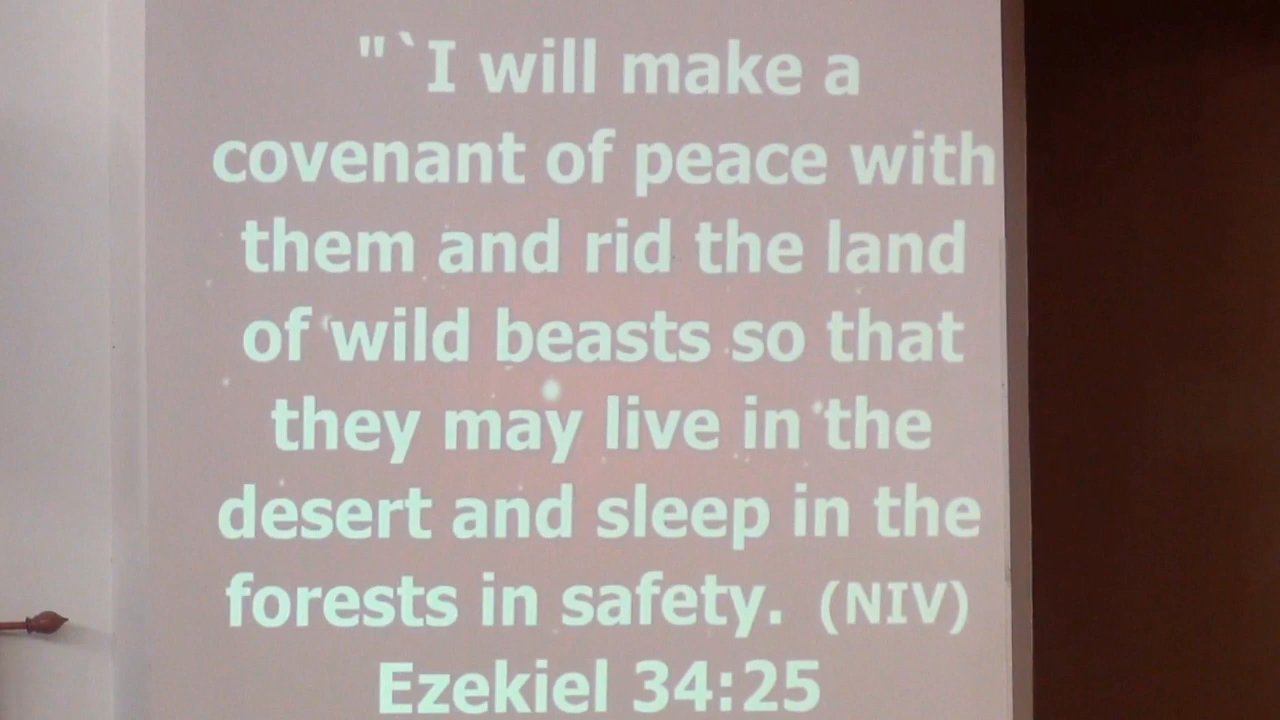 "`I will make a
covenant of peace with
them and rid the land
of wild beasts so that
they may live in the
desert and sleep in the
forests in safety. (NIV)
Ezekiel 34:25